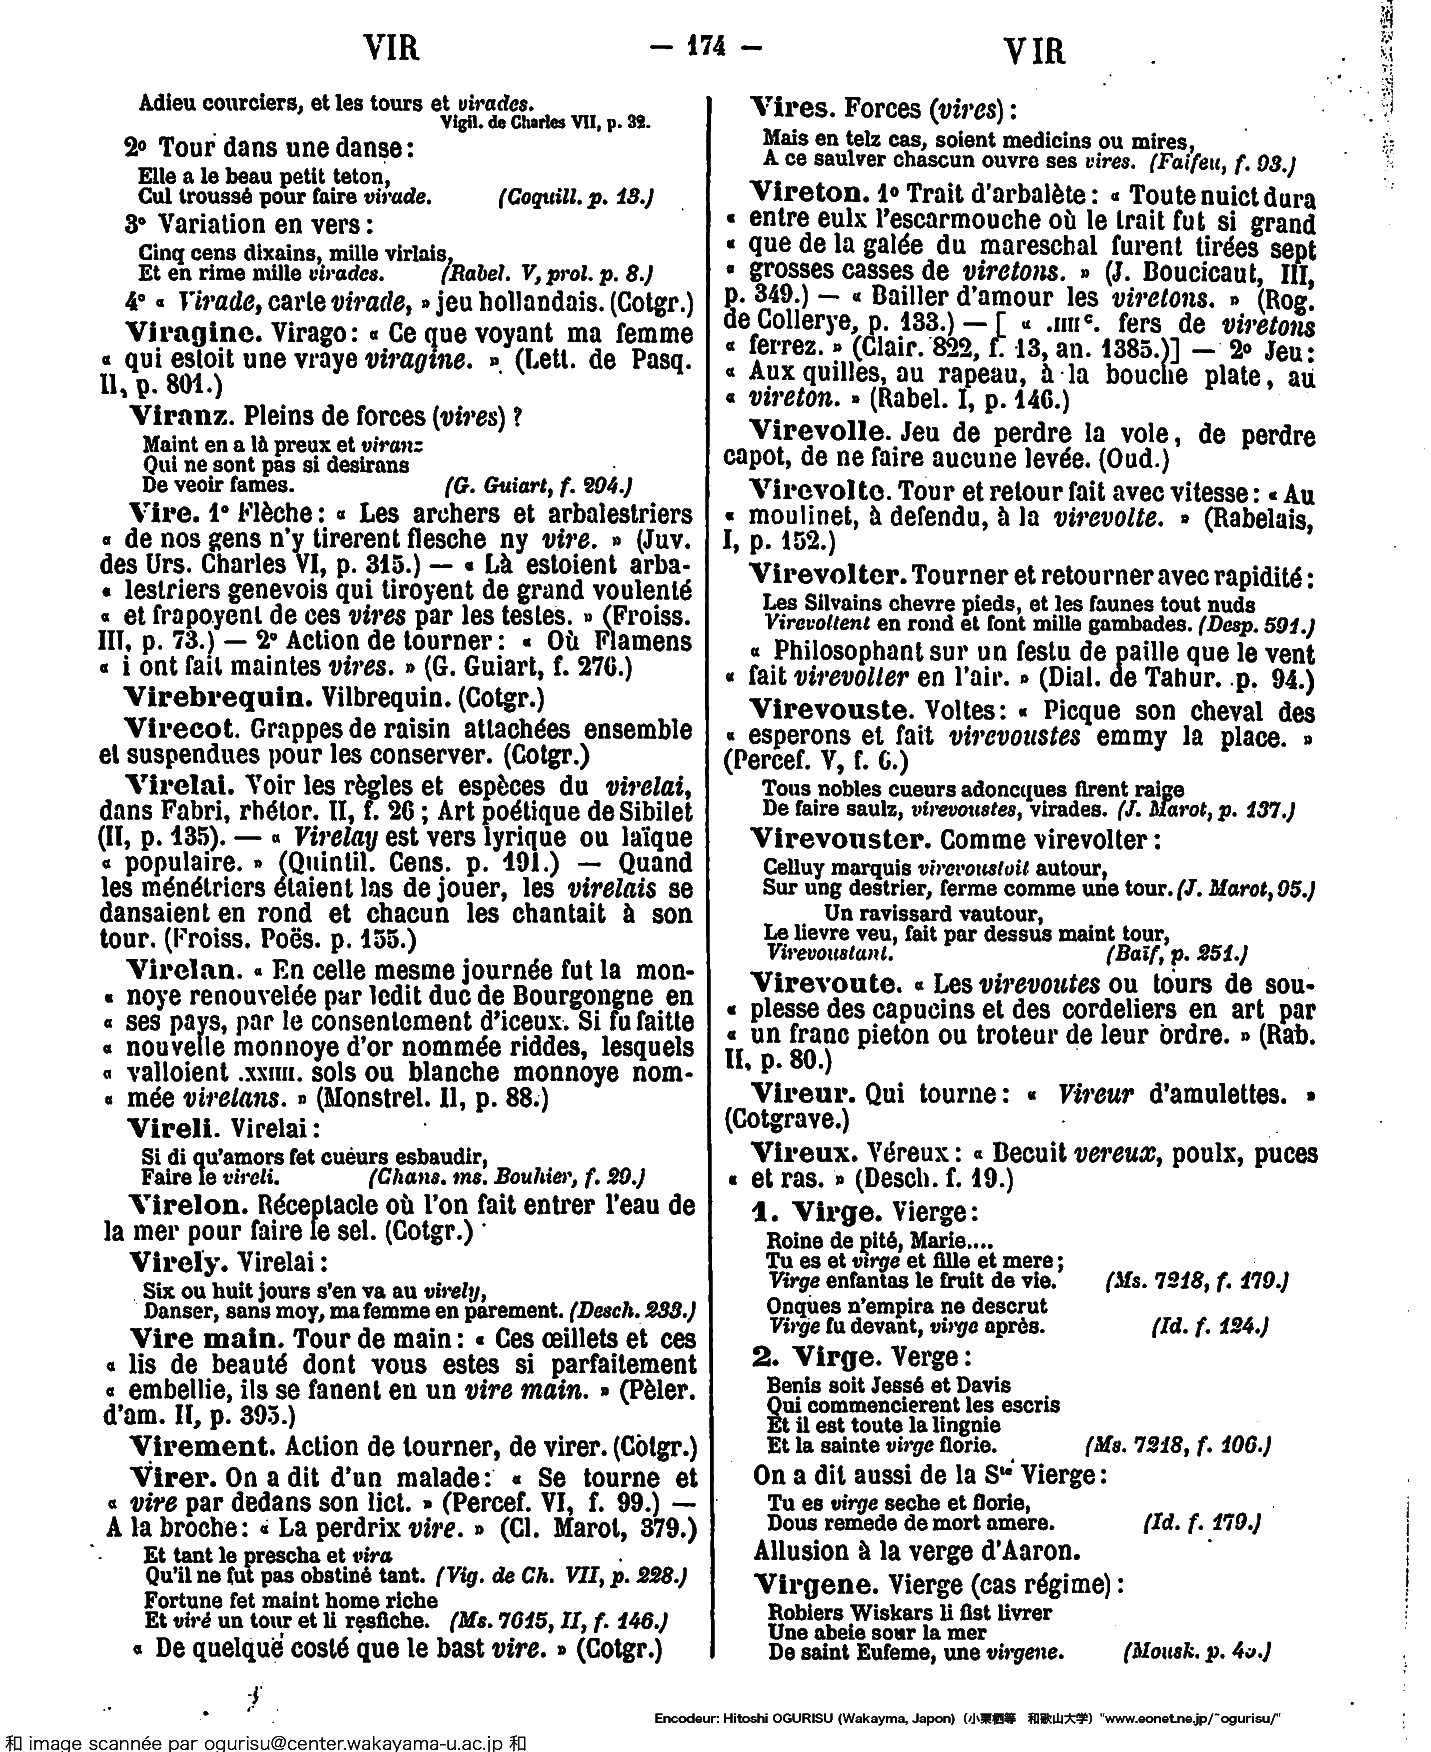 VIR
— 174 —
VIR
Adieu courciers, et les tours et virades.
Vigil. de Charles VII, p. 32.
2º Tour dans une danse :
Elle a le beau petit teton,
Cul troussé pour faire virade. (Coquill. p. 13.)
3º Variation en vers :
Cinq cens dixains, mille virlais,
Et en rime mille virades. (Rabel. V, prol. p. 8.)
4º « Virade, carte virade, » jeu hollandais. (Cotgr.)
Viragine. Virago : « Ce que voyant ma femme
« qui estoit une vraye viragine. » (Lett. de Pasq.
II, p. 801.)
Viranz. Pleins de forces (vires) ?
Maint en a là preux et viranz
Qui ne sont pas si desirans
De veoir fames. (G. Guiart, f. 204.)
Vire. 1º Flèche : « Les archers et arbalestriers
« de nos gens n'y tirerent flesche ny vire. » (Juv.
des Urs. Charles VI, p. 315.) — « Là estoient arba-
« lestriers genevois qui tiroyent de grand voulenté
« et frapoyent de ces vires par les testes. » (Froiss.
III, p. 73.) — 2º Action de tourner : « Où Flamens
« i ont fait maintes vires. » (G. Guiart, f. 276.)
Virebrequin. Vilbrequin. (Cotgr.)
Virecot. Grappes de raisin attachées ensemble
et suspendues pour les conserver. (Cotgr.)
Virelai. Voir les règles et espèces du virelai,
dans Fabri, rhétor. II, f. 26 ; Art poétique de Sibilet
(II, p. 135). — « Virelay est vers lyrique ou laïque
« populaire. » (Quintil. Cens. p. 191.) — Quand
les ménétriers étaient las de jouer, les virelais se
dansaient en rond et chacun les chantait à son
tour. (Froiss. Poës. p. 155.)
Virelan. « En celle mesme journée fut la mon-
« noye renouvelée par ledit duc de Bourgongne en
« ses pays, par le consentement d'iceux. Si fu faitte
« nouvelle monnoye d'or nommée riddes, lesquels
« valloient .XXIIII. sols ou blanche monnoye nom-
« mée virelans. » (Monstrel. II, p. 88.)
Vireli. Virelai :
Si di qu'amors fet cueurs esbaudir,
Faire le vireli. (Chans. ms. Bouhier, f. 29.)
Virelon. Réceptacle où l'on fait entrer l'eau de
la mer pour faire le sel. (Cotgr.)
Virely. Virelai :
Six ou huit jours s'en va au virely,
Danser, sans moy, ma femme en parement. (Desch. 233.)
Vire main. Tour de main : « Ces œillets et ces
« lis de beauté dont vous estes si parfaitement
« embellie, ils se fanent en un vire main. » (Pèler.
d'am. II, p. 395.)
Virement. Action de tourner, de virer. (Cotgr.)
Virer. On a dit d'un malade : « Se tourne et
« vire par dedans son lict. » (Percef. VI, f. 99.) —
A la broche : « La perdrix vire. » (Cl. Marot, 379.)
Et tant le prescha et vira
Qu'il ne fut pas obstiné tant. (Vig. de Ch. VII, p. 228.)
Fortune fet maint home riche
Et viré un tour et li resfiche. (Ms. 7615, II, f. 146.)
« De quelque costé que le bast vire. » (Cotgr.)
Vires. Forces (vires) :
Mais en telz cas, soient medicins ou mires,
A ce saulver chascun ouvre ses vires. (Faifeu, f. 93.)
Vireton. 1º Trait d'arbalète : « Toute nuict dura
« entre eulx l'escarmouche où le trait fut si grand
« que de la galée du mareschal furent tirées sept
« grosses casses de viretons. » (J. Boucicaut, III,
p. 349.) — « Bailler d'amour les viretons. » (Rog.
de Collerye, p. 133.) — [ « .IIIIᶜ. fers de viretons
« ferrez. » (Clair. 822, f. 13, an. 1385.)] — 2º Jeu :
« Aux quilles, au rapeau, à la bouche plate, au
« vireton. » (Rabel. I, p. 146.)
Virevolle. Jeu de perdre la vole, de perdre
capot, de ne faire aucune levée. (Oud.)
Virevolte. Tour et retour fait avec vitesse : « Au
« moulinet, à defendu, à la virevolte. » (Rabelais,
I, p. 152.)
Virevolter. Tourner et retourner avec rapidité :
Les Silvains chevre pieds, et les faunes tout nuds
Virevoltent en rond et font mille gambades. (Desp. 591.)
« Philosophant sur un festu de paille que le vent
« fait virevolter en l'air. » (Dial. de Tahur. p. 94.)
Virevouste. Voltes : « Picque son cheval des
« esperons et fait virevoustes emmy la place. »
(Percef. V, f. 6.)
Tous nobles cueurs adoncques firent raige
De faire saulz, virevoustes, virades. (J. Marot, p. 137.)
Virevouster. Comme virevolter :
Celluy marquis virevoustoit autour,
Sur ung destrier, ferme comme une tour. (J. Marot, 95.)
Un ravissard vautour,
Le lievre veu, fait par dessus maint tour,
Virevoustant. (Baïf, p. 251.)
Virevoute. « Les virevoutes ou tours de sou-
« plesse des capucins et des cordeliers en art par
« un franc pieton ou troteur de leur ordre. » (Rab.
II, p. 80.)
Vireur. Qui tourne : « Vireur d'amulettes. »
(Cotgrave.)
Vireux. Véreux : « Becuit vereux, poulx, puces
« et ras. » (Desch. f. 19.)
1. Virge. Vierge :
Roine de pité, Marie....
Tu es et virge et fille et mere ;
Virge enfantas le fruit de vie. (Ms. 7218, f. 179.)
Onques n'empira ne descrut
Virge fu devant, virge après. (Id. f. 124.)
2. Virge. Verge :
Benis soit Jessé et Davis
Qui commencierent les escris
Et il est toute la lingnie
Et la sainte virge florie. (Ms. 7218, f. 106.)
On a dit aussi de la Sᵗᵉ Vierge :
Tu es virge seche et florie,
Dous remede de mort amere. (Id. f. 179.)
Allusion à la verge d'Aaron.
Virgene. Vierge (cas régime) :
Robiers Wiskars li fist livrer
Une abeie sour la mer
De saint Eufeme, une virgene. (Mousk. p.
Encodeur: Hitoshi OGURISU (Wakayma, Japon) (小栗栖等 和歌山大学) "www.eonet.ne.jp/~ogurisu/"
和 image scannée par ogurisu@center.wakayama-u.ac.jp 和